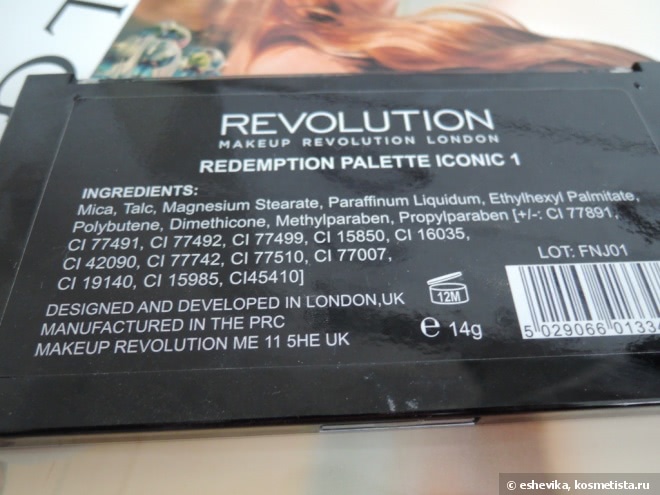 REVOLUTION
MAKEUP REVOLUTION LONDON
REDEMPTION PALETTE ICONIC 1
INGREDIENTS:
Mica, Talc, Magnesium Stearate, Paraffinum Liquidum, Ethylhexyl Palmitate,
Polybutene, Dimethicone, Methylparaben, Propylparaben [+/-: CI 77891,
CI 77491, CI 77492, CI 77499, CI 15850, CI 16035,
CI 42090, CI 77742, CI 77510, CI 77007,
CI 19140, CI 15985, CI45410]
DESIGNED AND DEVELOPED IN LONDON,UK
MANUFACTURED IN THE PRC
MAKEUP REVOLUTION ME 11 5HE UK
12M
e 14g
LOT: FNJ01
5 029066 0133
© eshevika, kosmetista.ru